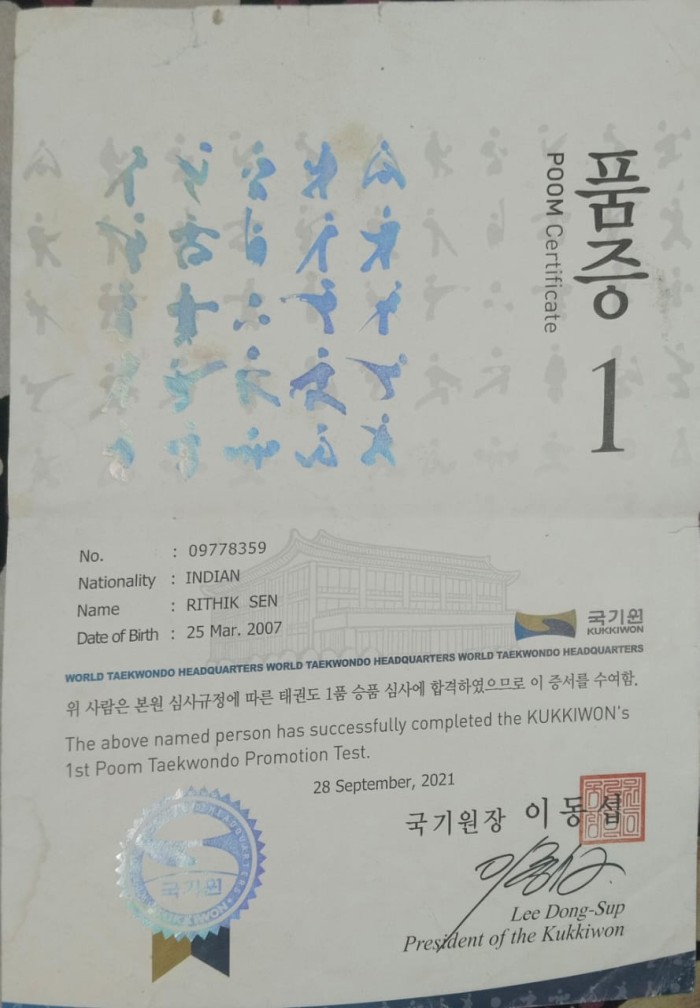 품증
POOM Certificate
1
No. : 09778359
Nationality : INDIAN
Name : RITHIK SEN
Date of Birth : 25 Mar. 2007
국기원
KUKKIWON
WORLD TAEKWONDO HEADQUARTERS WORLD TAEKWONDO HEADQUARTERS WORLD TAEKWONDO HEADQUARTERS
위 사람은 본원 심사규정에 따른 태권도 1품 승품 심사에 합격하였으므로 이 증서를 수여함.
The above named person has successfully completed the KUKKIWON's
1st Poom Taekwondo Promotion Test.
28 September, 2021
국기원장 이동섭
국기원
Lee Dong-Sup
President of the Kukkiwon